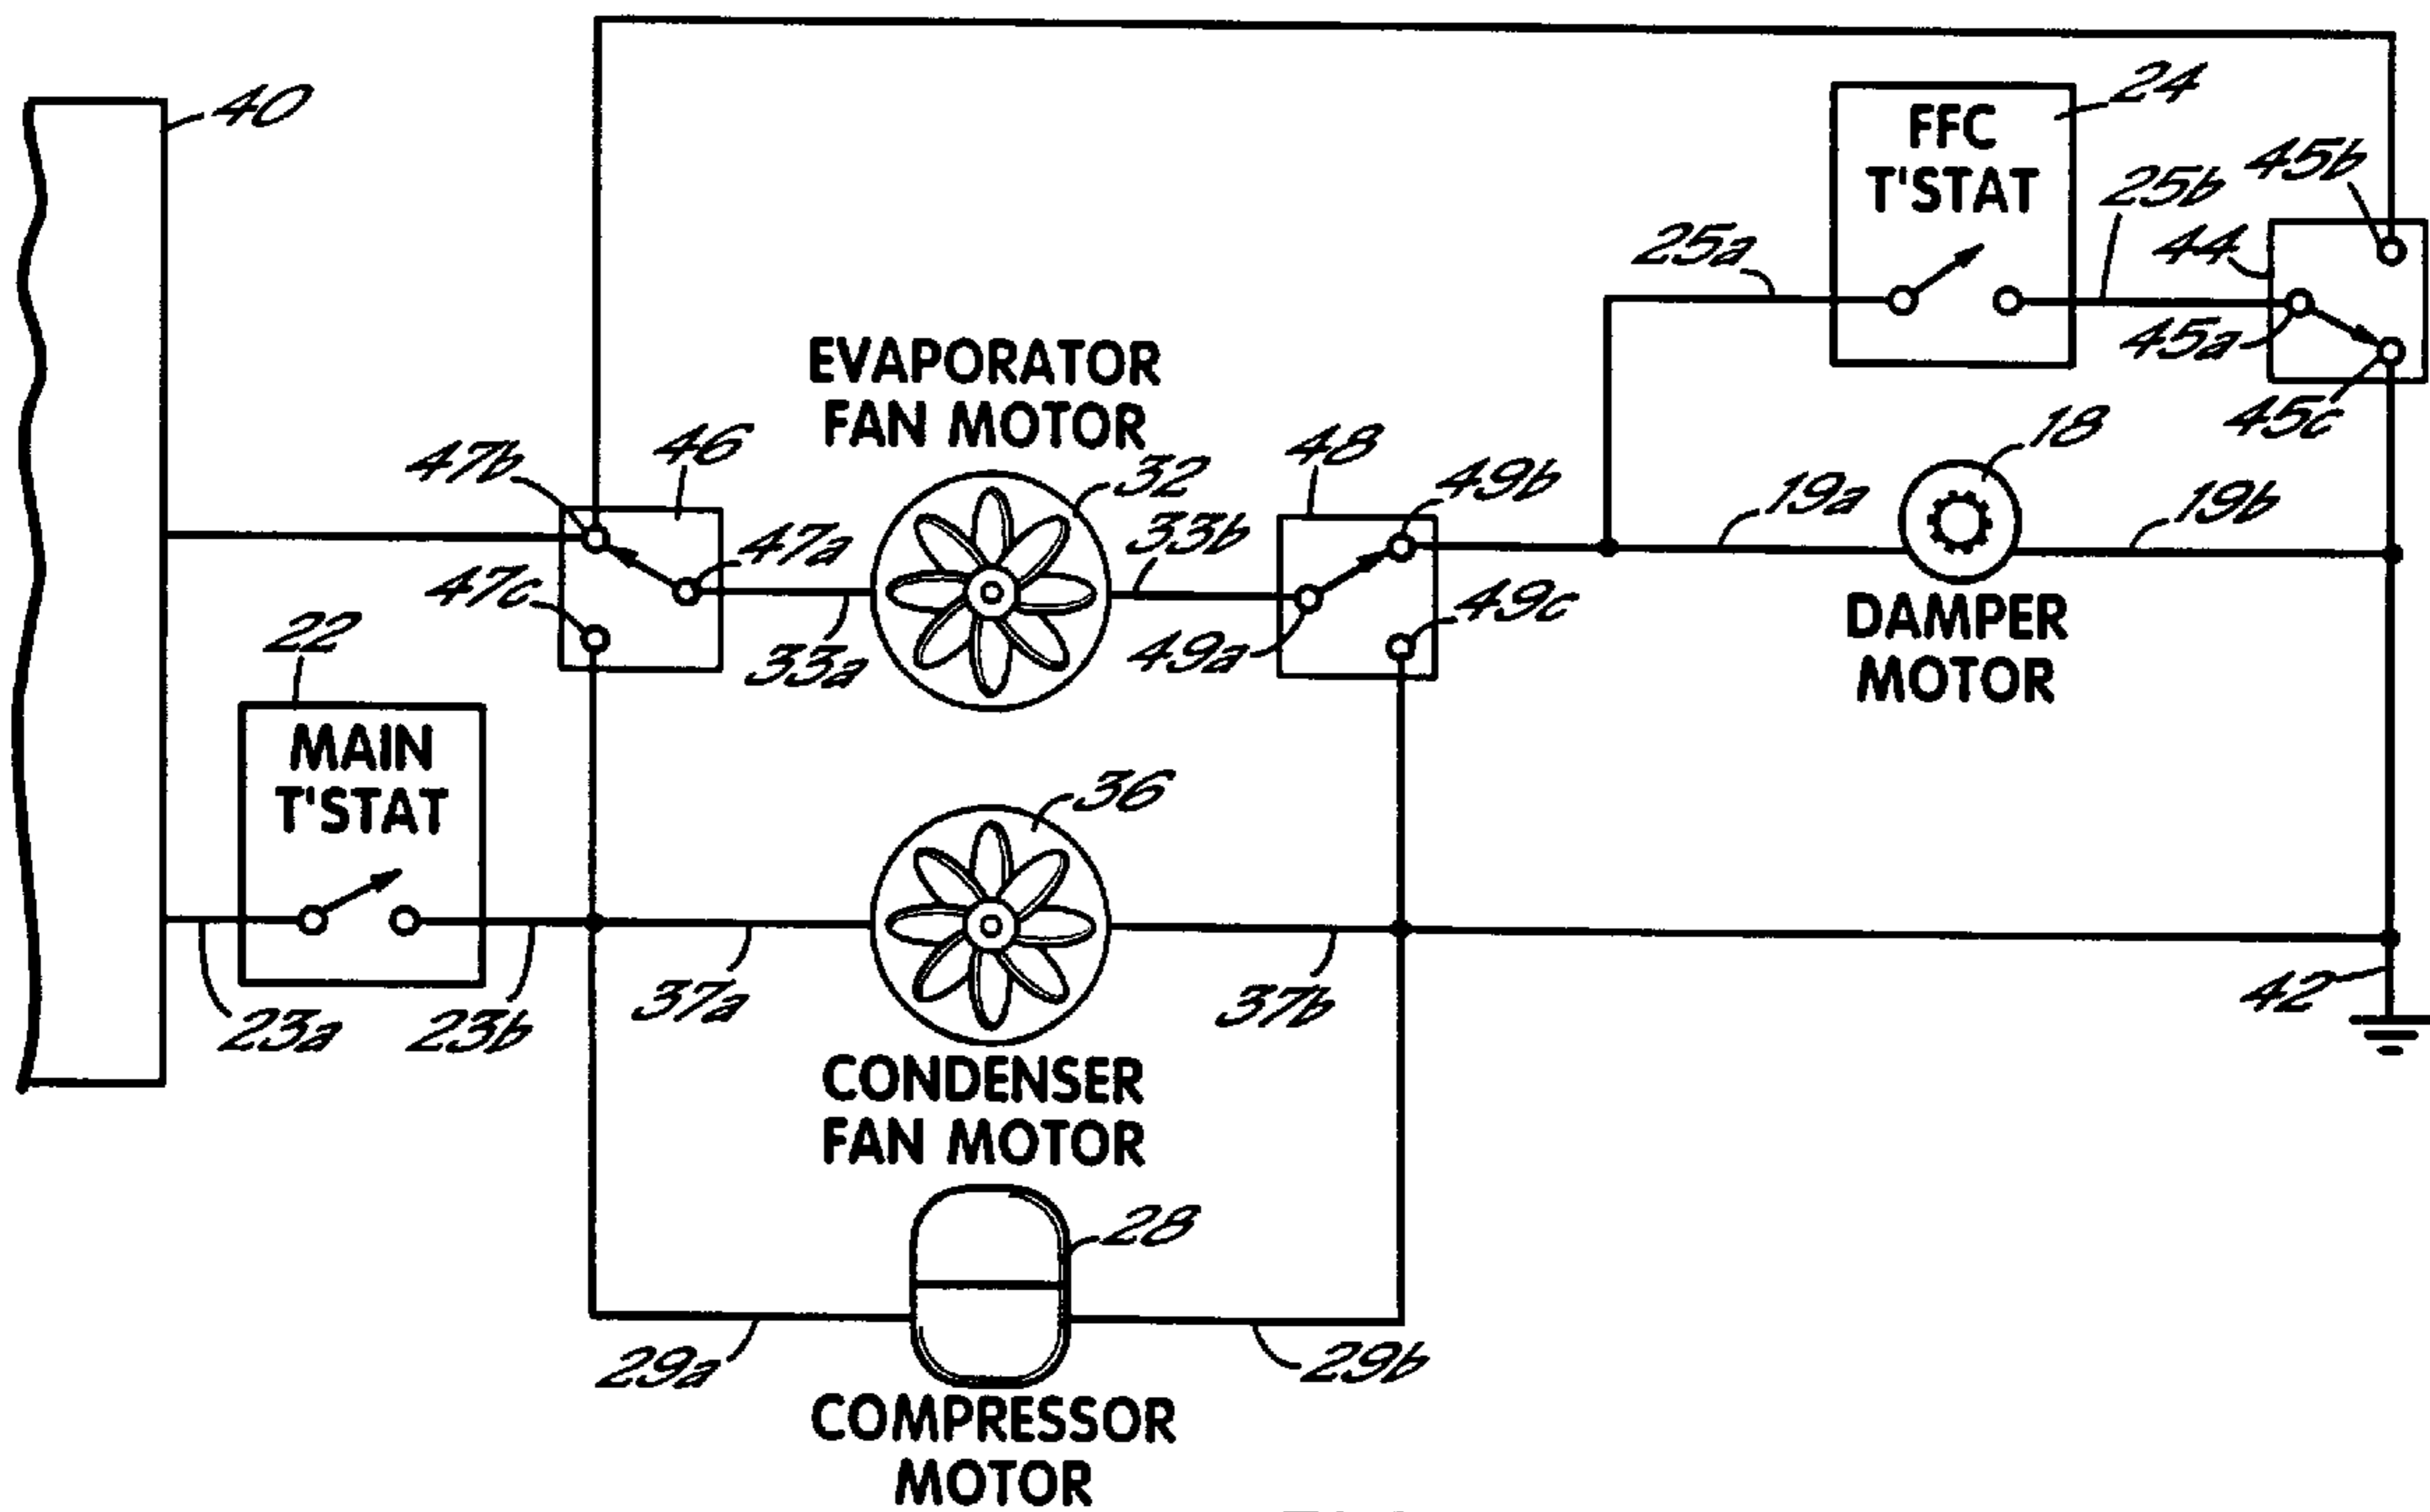 40
24
FFC
T'STAT
45b
25b
44
25a
45a
45c
EVAPORATOR
FAN MOTOR
18
47b
46
32
48
49b
19a
19b
47a
33b
47c
49c
49a
33a
22
DAMPER
MOTOR
MAIN
T'STAT
36
23a
23b
37a
37b
42
CONDENSER
FAN MOTOR
28
29a
29b
COMPRESSOR
MOTOR